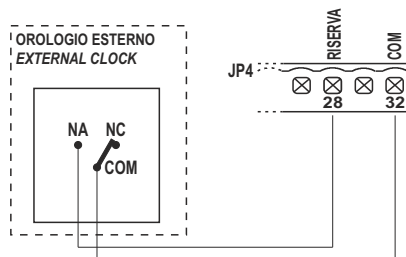 OROLOGIO ESTERNO
EXTERNAL CLOCK
NA NC
COM
JP4
RISERVA
COM
28 32